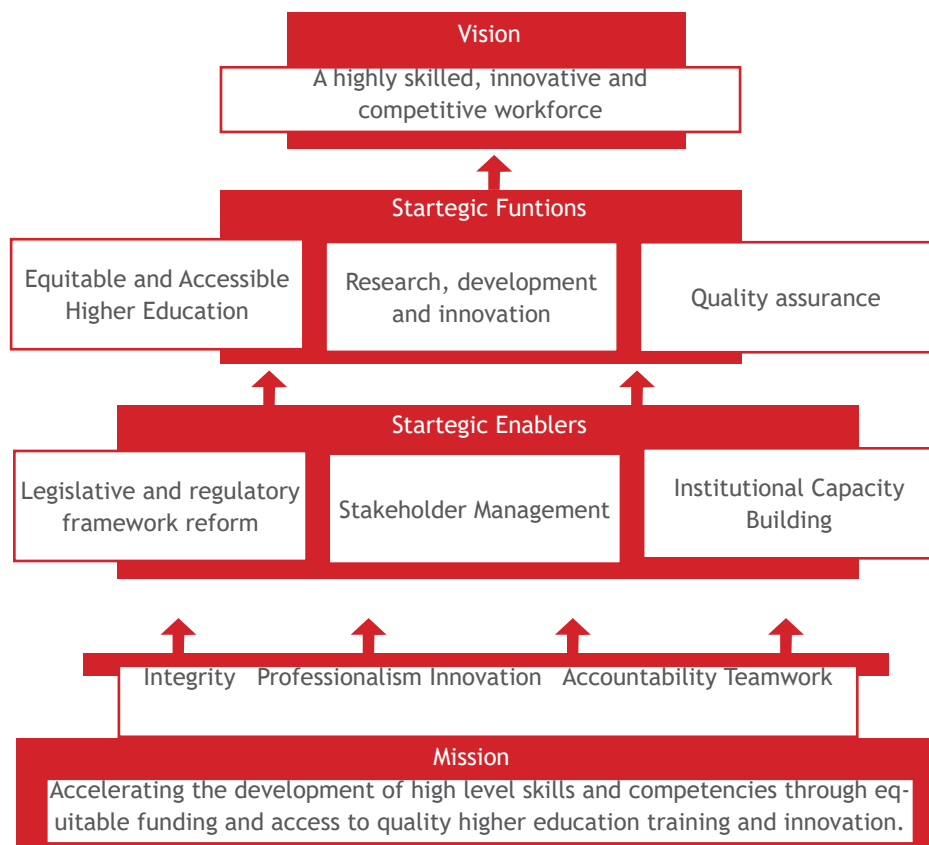 Vision
A highly skilled, innovative and
competitive workforce
Startegic Funtions
Equitable and Accessible
Higher Education
Research, development
and innovation
Quality assurance
Startegic Enablers
Legislative and regulatory
framework reform
Stakeholder Management
Institutional Capacity
Building
Integrity Professionalism Innovation Accountability Teamwork
Mission
Accelerating the development of high level skills and competencies through eq-
uitable funding and access to quality higher education training and innovation.